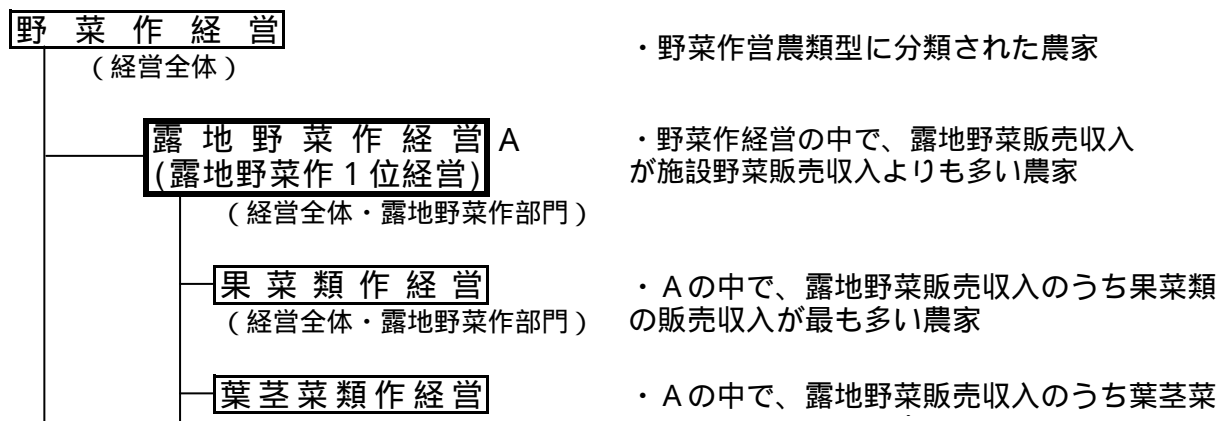 野菜作経営
・野菜作営農類型に分類された農家
（経営全体）
露地野菜作経営 A
(露地野菜作１位経営)
・野菜作経営の中で、露地野菜販売収入
が施設野菜販売収入よりも多い農家
（経営全体・露地野菜作部門）
果菜類作経営
・Ａの中で、露地野菜販売収入のうち果菜類
の販売収入が最も多い農家
（経営全体・露地野菜作部門）
葉茎菜類作経営
・Ａの中で、露地野菜販売収入のうち葉茎菜